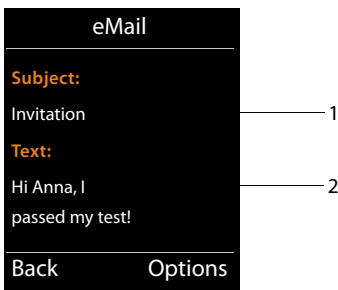 eMail
Subject:
Invitation
1
Text:
Hi Anna, I
2
passed my test!
Back Options